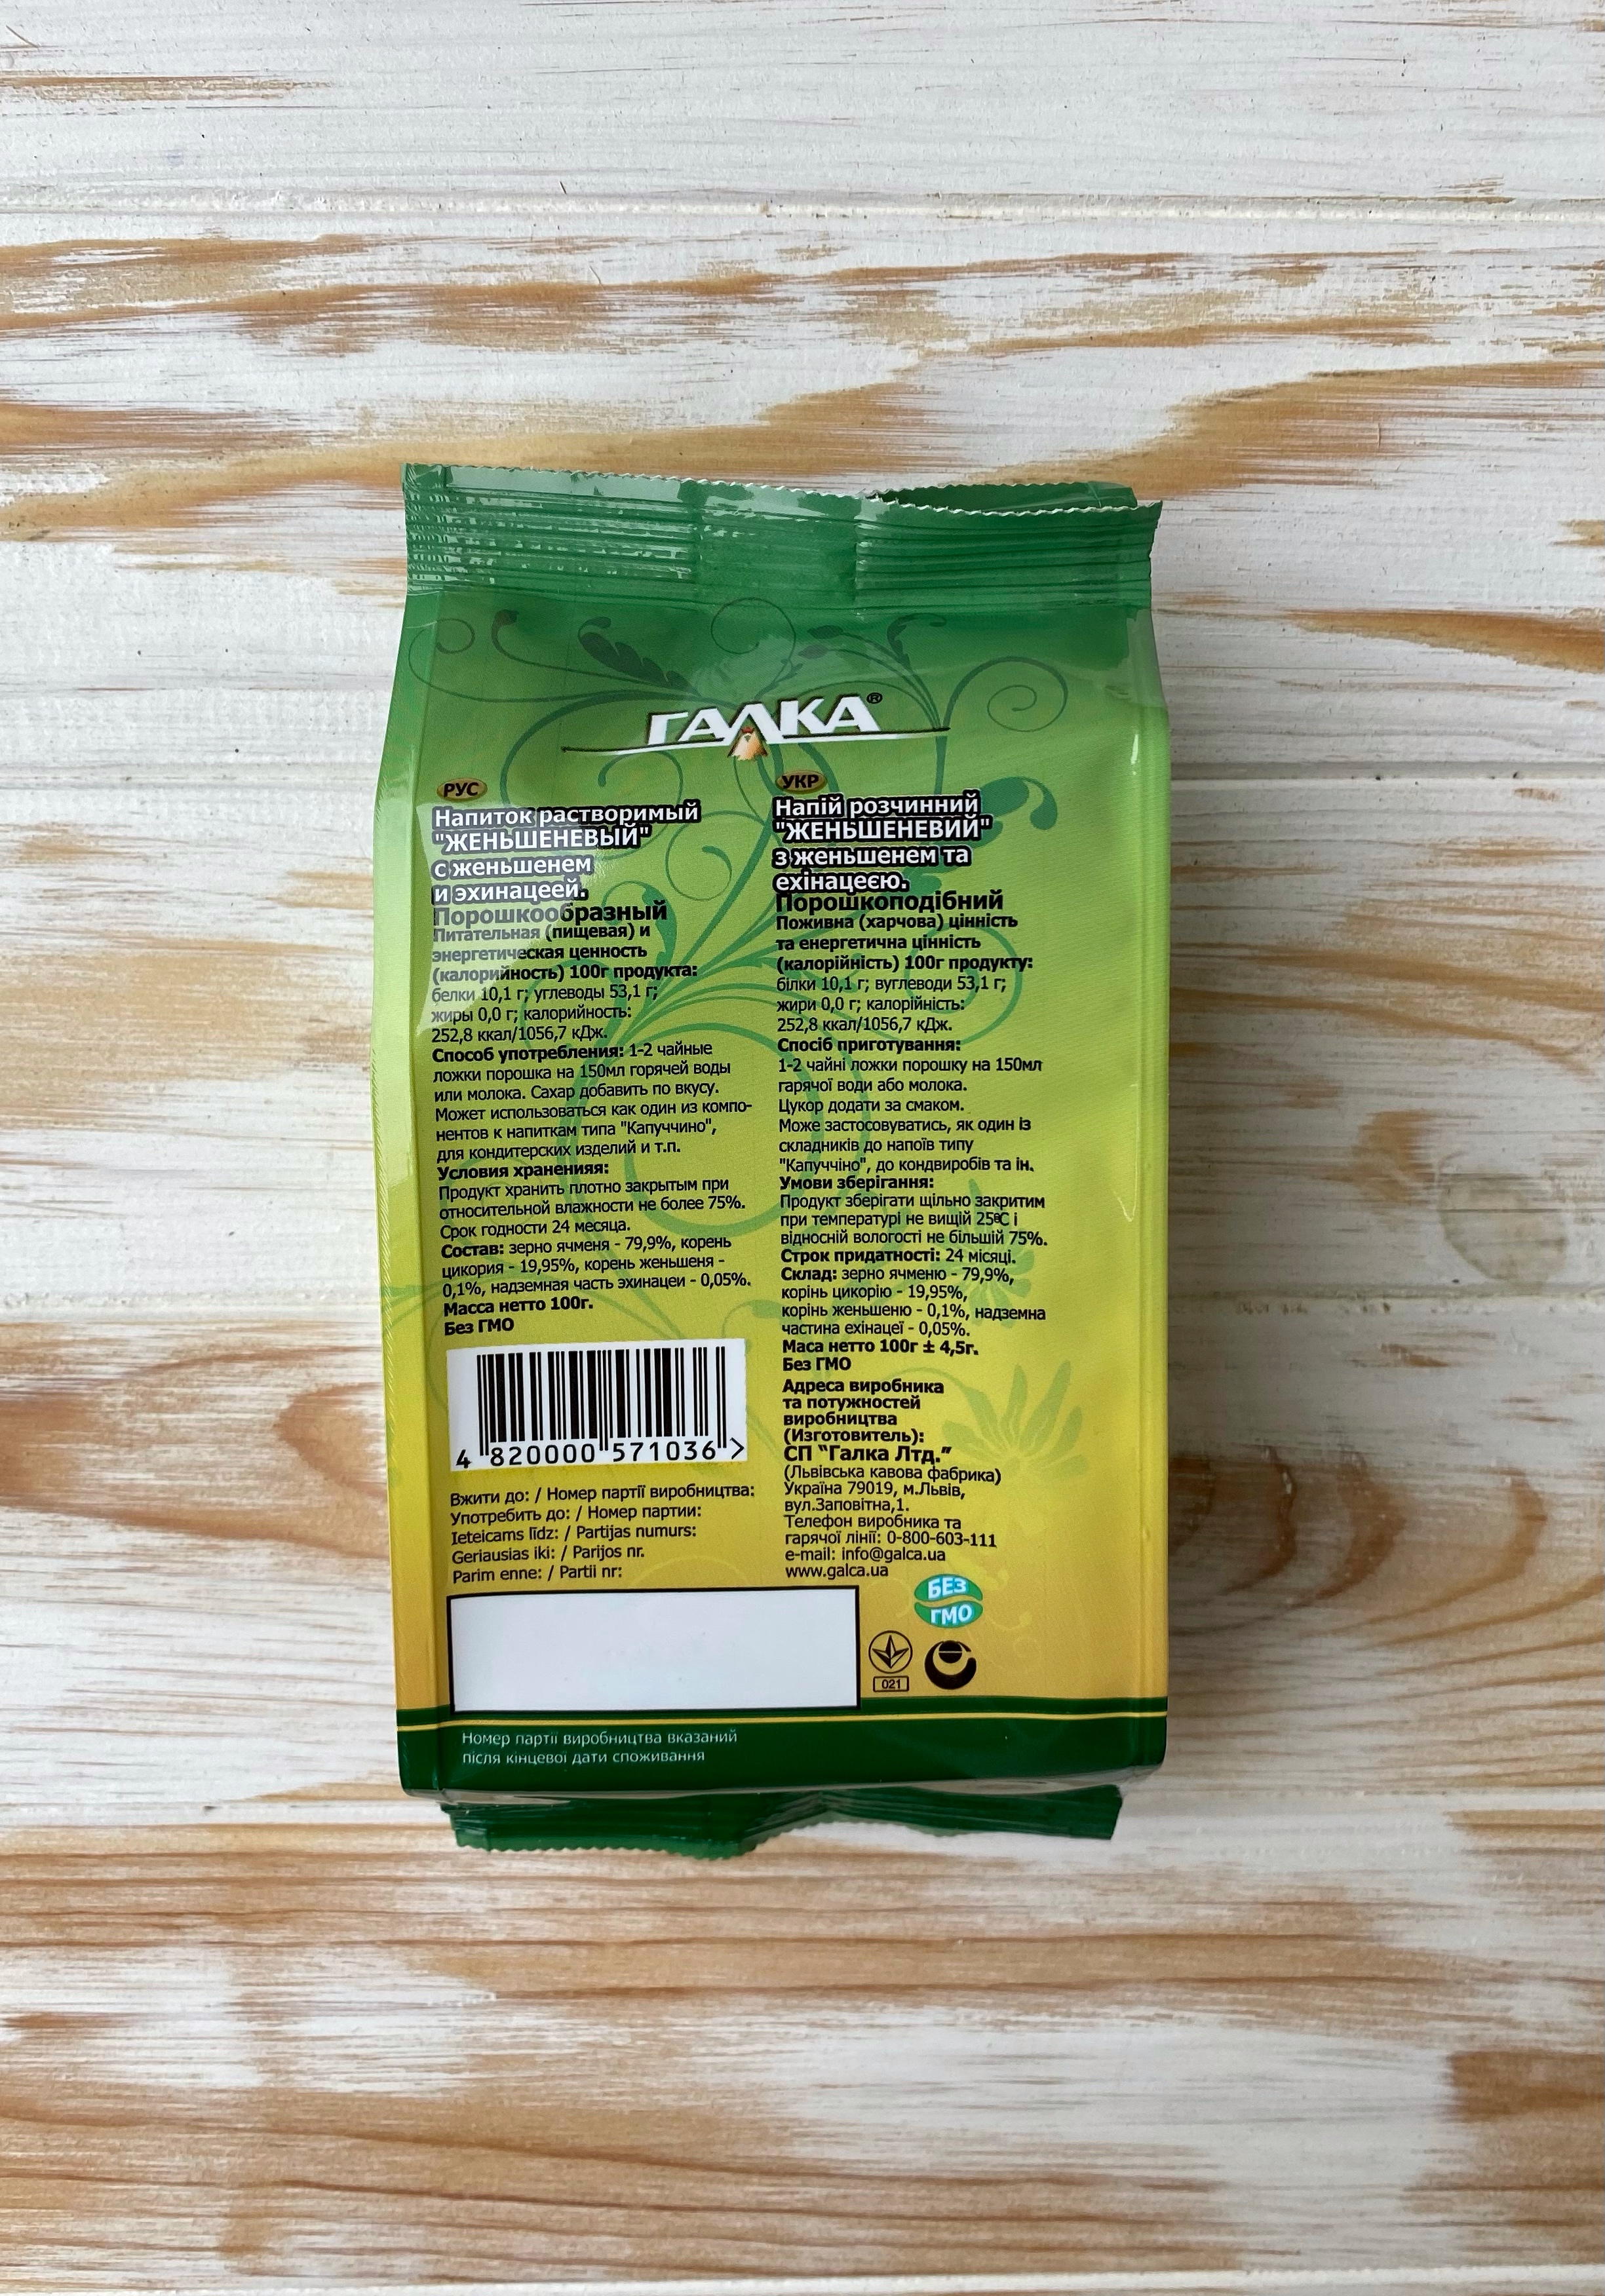 ГАЛКА®
РУС
Напиток растворимый
"ЖЕНЬШЕНЕВЫЙ"
с женьшенем
и эхинацеей.
Порошкообразный
Питательная (пищевая) и
энергетическая ценность
(калорийность) 100г продукта:
белки 10,1 г; углеводы 53,1 г;
жиры 0,0 г; калорийность:
252,8 ккал/1056,7 кДж.
Способ употребления: 1-2 чайные
ложки порошка на 150мл горячей воды
или молока. Сахар добавить по вкусу.
Может использоваться как один из компо-
нентов к напиткам типа "Капуччино",
для кондитерских изделий и т.п.
Условия храненияя:
Продукт хранить плотно закрытым при
относительной влажности не более 75%.
Срок годности 24 месяца.
Состав: зерно ячменя - 79,9%, корень
цикория - 19,95%, корень женьшеня -
0,1%, надземная часть эхинацеи - 0,05%.
Масса нетто 100г.
Без ГМО
4 820000 571036 >
Вжити до: / Номер партії виробництва:
Употребить до: / Номер партии:
Ieteicams līdz: / Partijas numurs:
Geriausias iki: / Parijos nr.
Parim enne: / Partii nr:
УКР
Напій розчинний
"ЖЕНЬШЕНЕВИЙ"
з женьшенем та
ехінацеєю.
Порошкоподібний
Поживна (харчова) цінність
та енергетична цінність
(калорійність) 100г продукту:
білки 10,1 г; вуглеводи 53,1 г;
жири 0,0 г; калорійність:
252,8 ккал/1056,7 кДж.
Спосіб приготування:
1-2 чайні ложки порошку на 150мл
гарячої води або молока.
Цукор додати за смаком.
Може застосовуватись, як один із
складників до напоїв типу
"Капуччіно", до кондвиробів та ін.
Умови зберігання:
Продукт зберігати щільно закритим
при температурі не вищій 25ºС і
відносній вологості не більшій 75%.
Строк придатності: 24 місяці.
Склад: зерно ячменю - 79,9%,
корінь цикорію - 19,95%,
корінь женьшеню - 0,1%, надземна
частина ехінацеї - 0,05%.
Маса нетто 100г ± 4,5г.
Без ГМО
Адреса виробника
та потужностей
виробництва
(Изготовитель):
СП "Галка Лтд."
(Львівська кавова фабрика)
Україна 79019, м.Львів,
вул.Заповітна,1.
Телефон виробника та
гарячої лінії: 0-800-603-111
e-mail: info@galca.ua
www.galca.ua
БЕЗ
ГМО
021
Номер партії виробництва вказаний
після кінцевої дати споживання